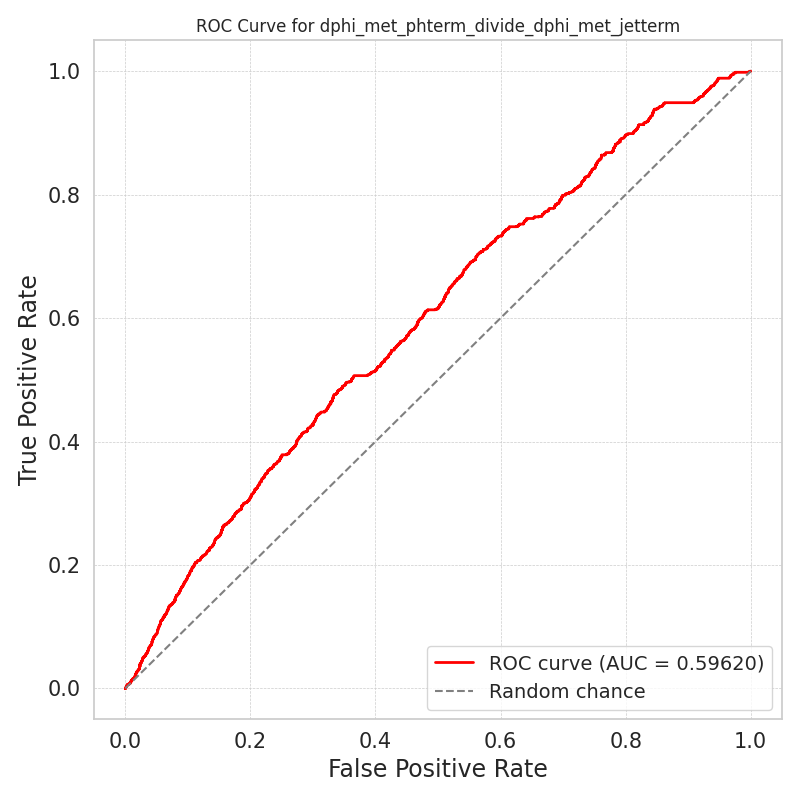 ROC Curve for dphi_met_phterm_divide_dphi_met_jetterm
True Positive Rate
1.0
0.8
0.6
0.4
0.2
0.0
ROC curve (AUC = 0.59620)
Random chance
0.0 0.2 0.4 0.6 0.8 1.0
False Positive Rate